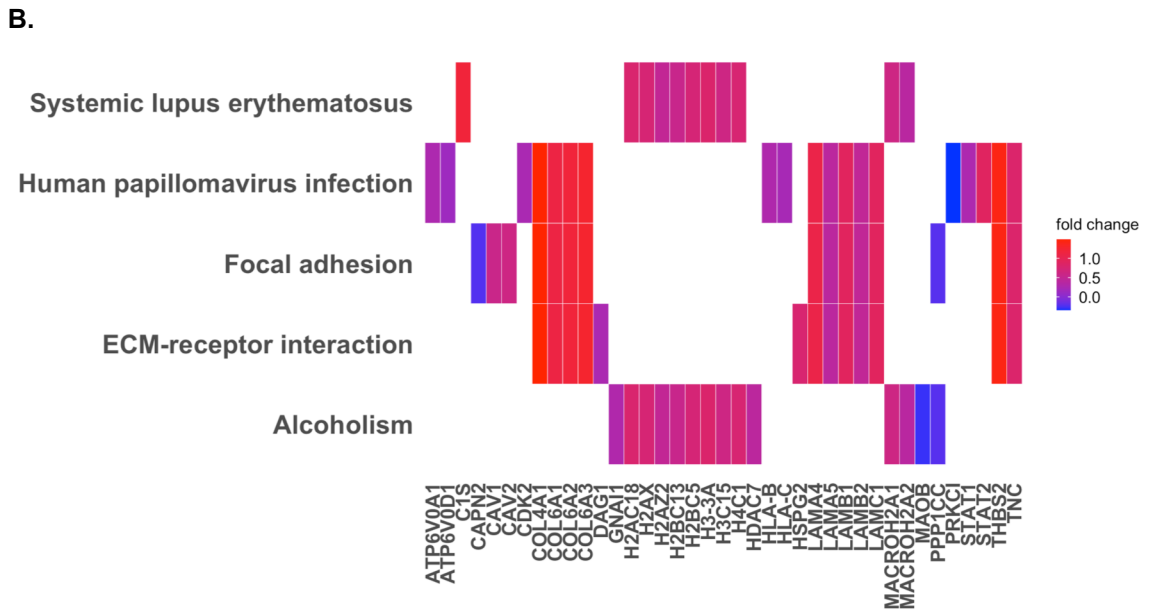 B.
Systemic lupus erythematosus
Human papillomavirus infection
Focal adhesion
ECM-receptor interaction
Alcoholism
fold change
1.0
0.5
0.0
ATP6V0A1
ATP6V0D1
C1S
CAPN2
CAV1
CAV2
CDK2
COL4A1
COL6A1
COL6A2
COL6A3
DAG1
GNAI1
H2AC18
H2AX
H2AZ2
H2BC13
H2BC5
H3-3A
H3C15
H4C1
HDAC7
HLA-B
HLA-C
HSPG2
LAMA4
LAMA5
LAMB1
LAMB2
LAMC1
MACROH2A1
MACROH2A2
MAOB
PPP1CC
PRKCI
STAT1
STAT2
THBS2
TNC